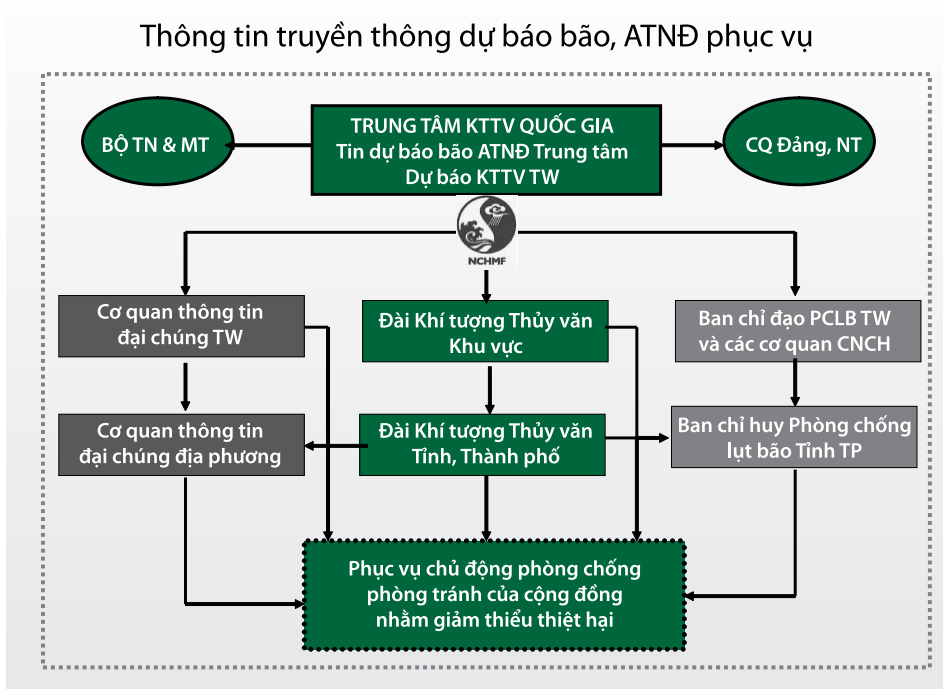 Thông tin truyền thông dự báo bão, ATNĐ phục vụ
BỘ TN & MT
TRUNG TÂM KTTV QUỐC GIA
Tin dự báo bão ATNĐ Trung tâm
Dự báo KTTV TW
CQ Đảng, NT
NCHMF
Cơ quan thông tin
đại chúng TW
Đài Khí tượng Thủy văn
Khu vực
Ban chỉ đạo PCLB TW
và các cơ quan CNCH
Cơ quan thông tin
đại chúng địa phương
Đài Khí tượng Thủy văn
Tỉnh, Thành phố
Ban chỉ huy Phòng chống
lụt bão Tỉnh TP
Phục vụ chủ động phòng chống
phòng tránh của cộng đồng
nhằm giảm thiểu thiệt hại